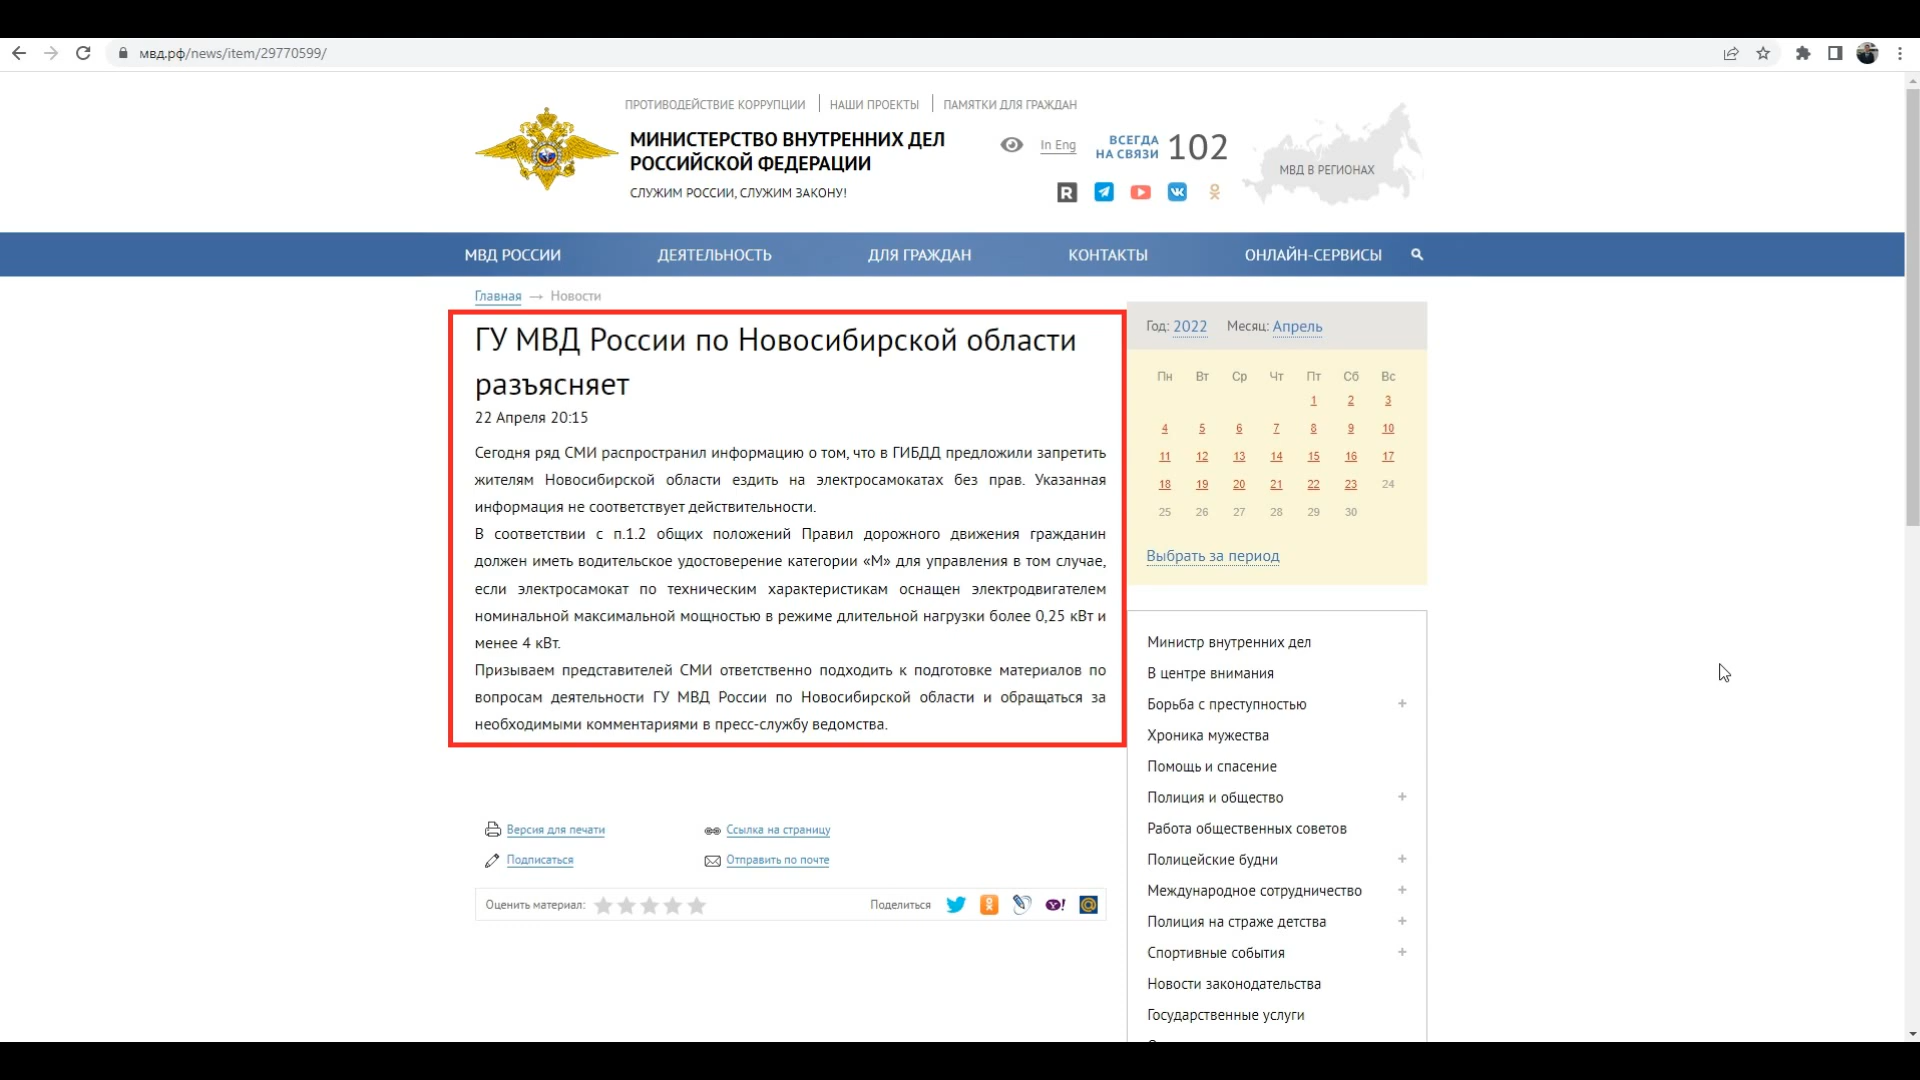 мвд.рф/news/item/29770599/
ПРОТИВОДЕЙСТВИЕ КОРРУПЦИИ
НАШИ ПРОЕКТЫ
ПАМЯТКИ ДЛЯ ГРАЖДАН
МИНИСТЕРСТВО ВНУТРЕННИХ ДЕЛ
РОССИЙСКОЙ ФЕДЕРАЦИИ
СЛУЖИМ РОССИИ, СЛУЖИМ ЗАКОНУ!
In Eng
ВСЕГДА
НА СВЯЗИ
102
МВД В РЕГИОНАХ
МВД РОССИИ
ДЕЯТЕЛЬНОСТЬ
ДЛЯ ГРАЖДАН
КОНТАКТЫ
ОНЛАЙН-СЕРВИСЫ
Главная → Новости
ГУ МВД России по Новосибирской области
разъясняет
22 Апреля 20:15
Сегодня ряд СМИ распространил информацию о том, что в ГИБДД предложили запретить
жителям Новосибирской области ездить на электросамокатах без прав. Указанная
информация не соответствует действительности.
В соответствии с п.1.2 общих положений Правил дорожного движения гражданин
должен иметь водительское удостоверение категории «М» для управления в том случае,
если электросамокат по техническим характеристикам оснащен электродвигателем
номинальной максимальной мощностью в режиме длительной нагрузки более 0,25 кВт и
менее 4 кВт.
Призываем представителей СМИ ответственно подходить к подготовке материалов по
вопросам деятельности ГУ МВД России по Новосибирской области и обращаться за
необходимыми комментариями в пресс-службу ведомства.
Версия для печати
Ссылка на страницу
Подписаться
Отправить по почте
Оценить материал:
Поделиться
Год: 2022 Месяц: Апрель
Пн Вт Ср Чт Пт Сб Вс
1 2 3
4 5 6 7 8 9 10
11 12 13 14 15 16 17
18 19 20 21 22 23 24
25 26 27 28 29 30
Выбрать за период
Министр внутренних дел
В центре внимания
Борьба с преступностью +
Хроника мужества
Помощь и спасение
Полиция и общество +
Работа общественных советов
Полицейские будни +
Международное сотрудничество +
Полиция на страже детства +
Спортивные события +
Новости законодательства
Государственные услуги